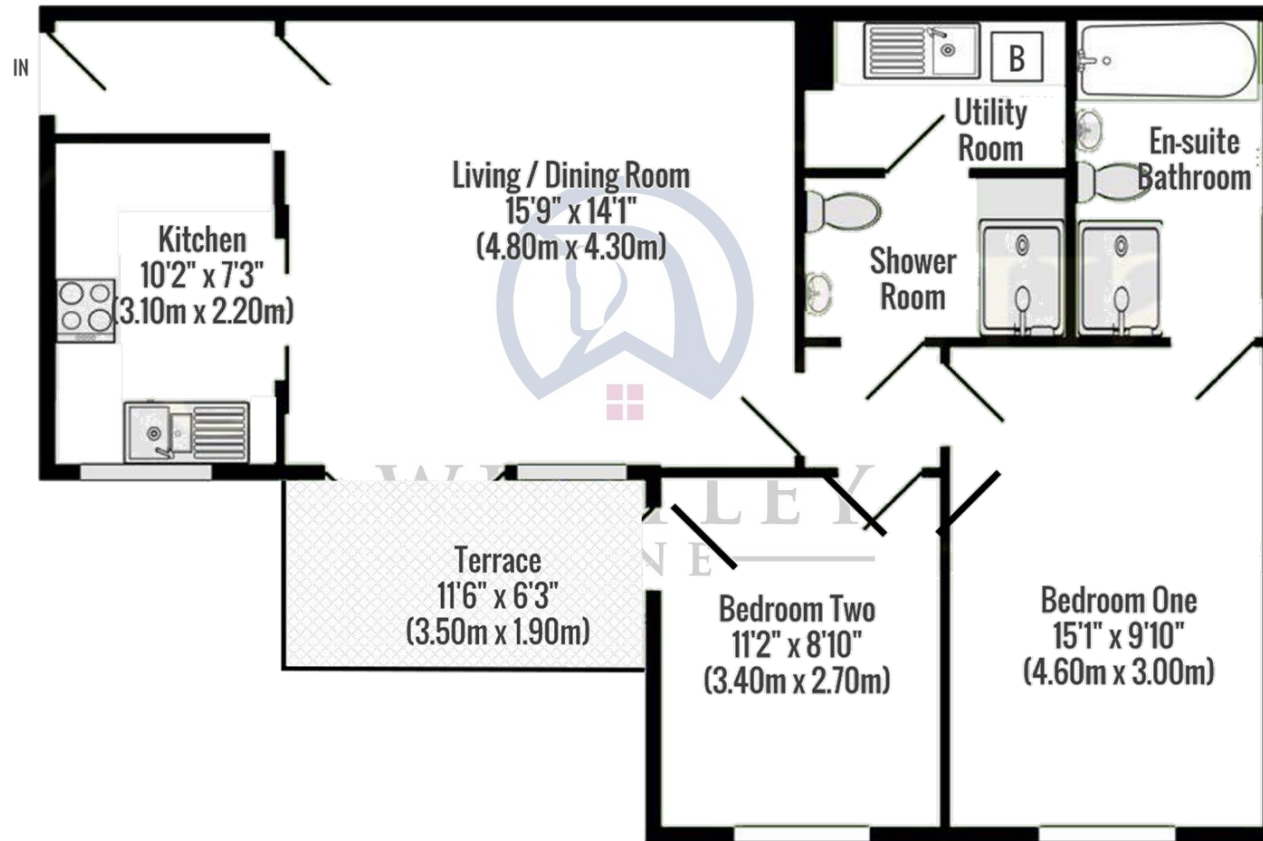 IN
B
Utility
Room
En-suite
Bathroom
Living / Dining Room
15'9" x 14'1"
(4.80m x 4.30m)
Kitchen
10'2" x 7'3"
(3.10m x 2.20m)
Shower
Room
Terrace
11'6" x 6'3"
(3.50m x 1.90m)
Bedroom Two
11'2" x 8'10"
(3.40m x 2.70m)
Bedroom One
15'1" x 9'10"
(4.60m x 3.00m)